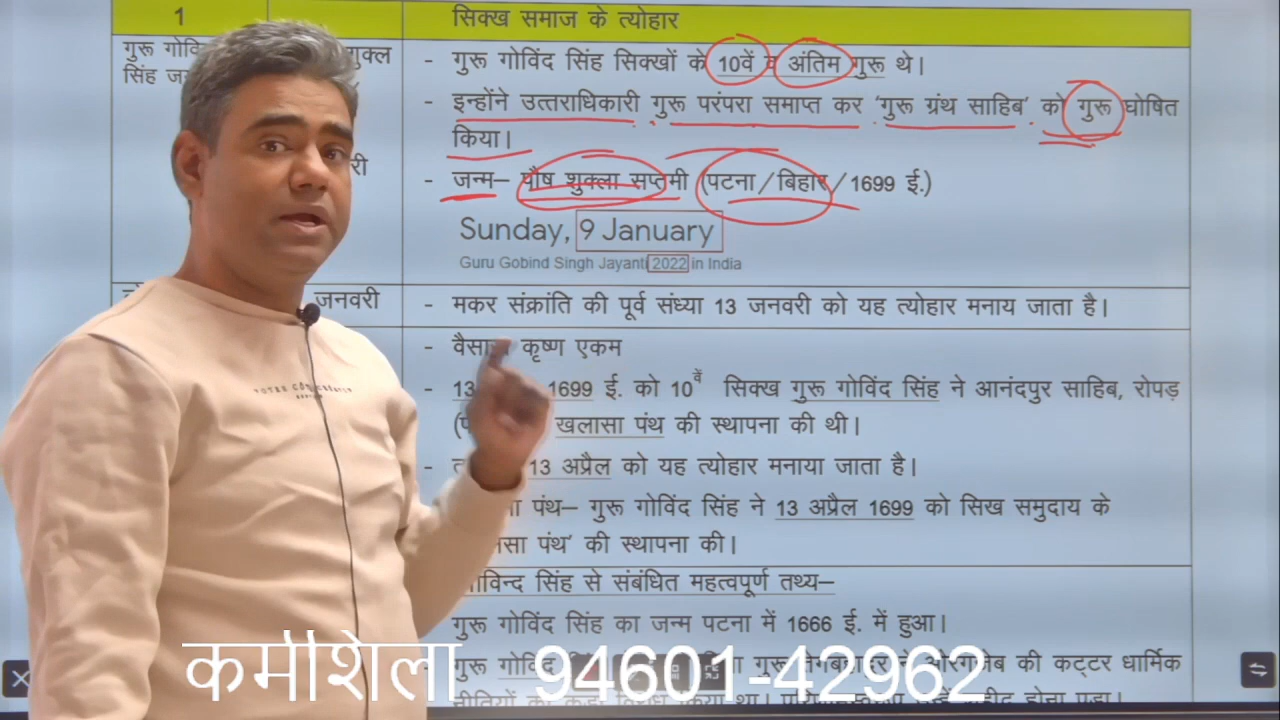 1 सिक्ख समाज के त्योहार
गुरू गोवि ुक्ल
सिंह ज
- गुरू गोविंद सिंह सिक्खों के 10वें व अंतिम गुरू थे।
- इन्होंने उत्तराधिकारी गुरू परंपरा समाप्त कर 'गुरू ग्रंथ साहिब' को गुरू घोषित
किया।
री
- जन्म– पौष शुक्ला सप्तमी (पटना/बिहार/1699 ई.)
Sunday, 9 January
Guru Gobind Singh Jayanti 2022 in India
जनवरी - मकर संक्रांति की पूर्व संध्या 13 जनवरी को यह त्योहार मनाय जाता है।
- वैसाख कृष्ण एकम
- 13 1699 ई. को 10वें सिक्ख गुरू गोविंद सिंह ने आनंदपुर साहिब, रोपड़
खलासा पंथ की स्थापना की थी।
- 13 अप्रैल को यह त्योहार मनाया जाता है।
पंथ– गुरू गोविंद सिंह ने 13 अप्रैल 1699 को सिख समुदाय के
पंथ' की स्थापना की।
सिंह से संबंधित महत्वपूर्ण तथ्य–
गुरू गोविंद सिंह का जन्म पटना में 1666 ई. में हुआ।
गुरू गोविंद की कट्टर धार्मिक
कर्मशिला 94601-42962